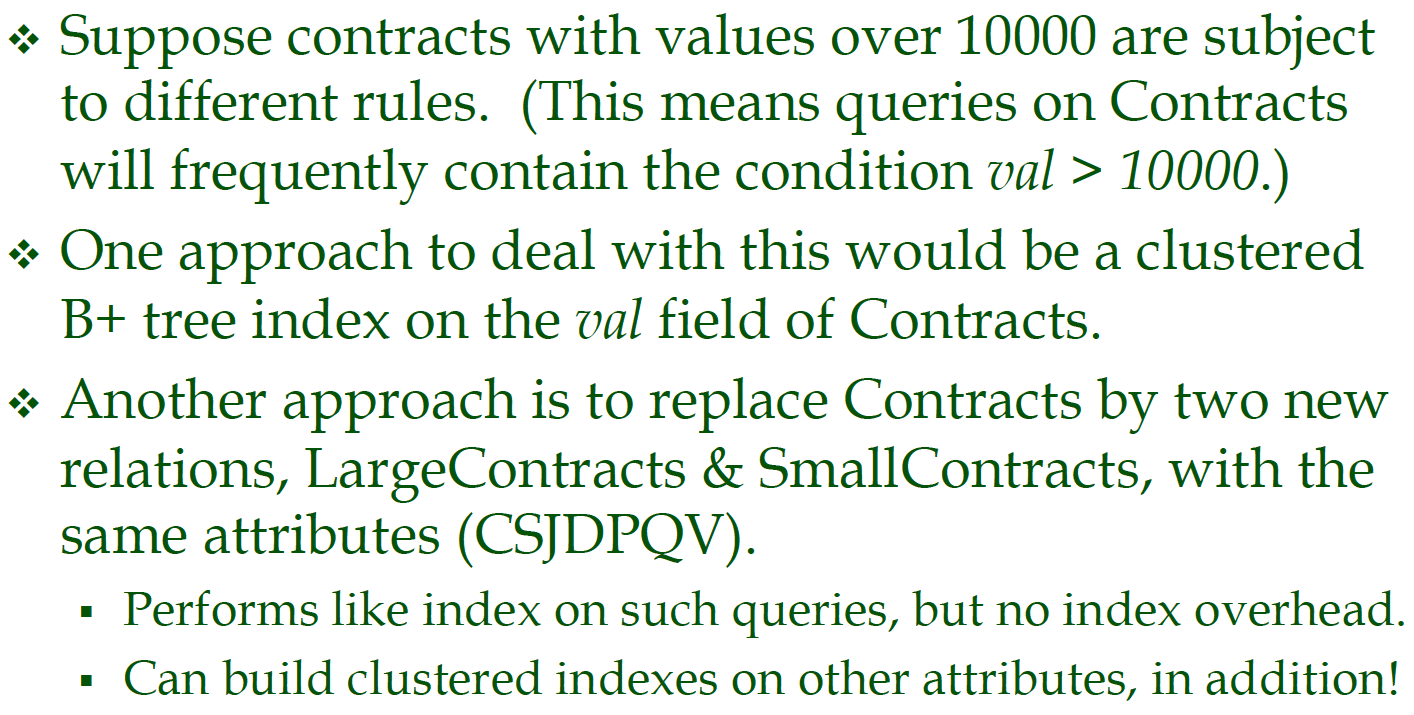 ❖ Suppose contracts with values over 10000 are subject
to different rules. (This means queries on Contracts
will frequently contain the condition val > 10000.)
❖ One approach to deal with this would be a clustered
B+ tree index on the val field of Contracts.
❖ Another approach is to replace Contracts by two new
relations, LargeContracts & SmallContracts, with the
same attributes (CSJDPQV).
▪ Performs like index on such queries, but no index overhead.
▪ Can build clustered indexes on other attributes, in addition!